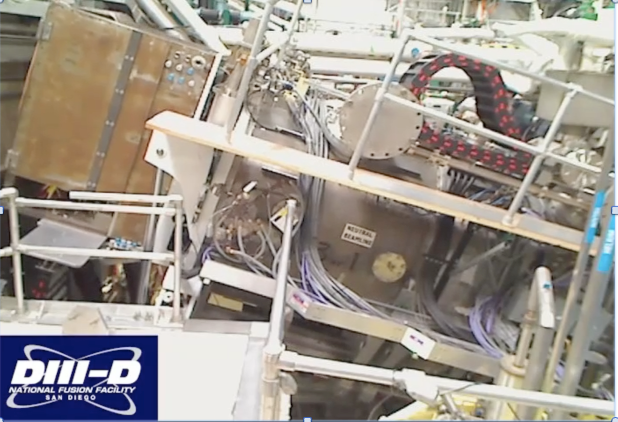 NEUTRAL
BEAMLINE
DIII-D
NATIONAL FUSION FACILITY
SAN DIEGO